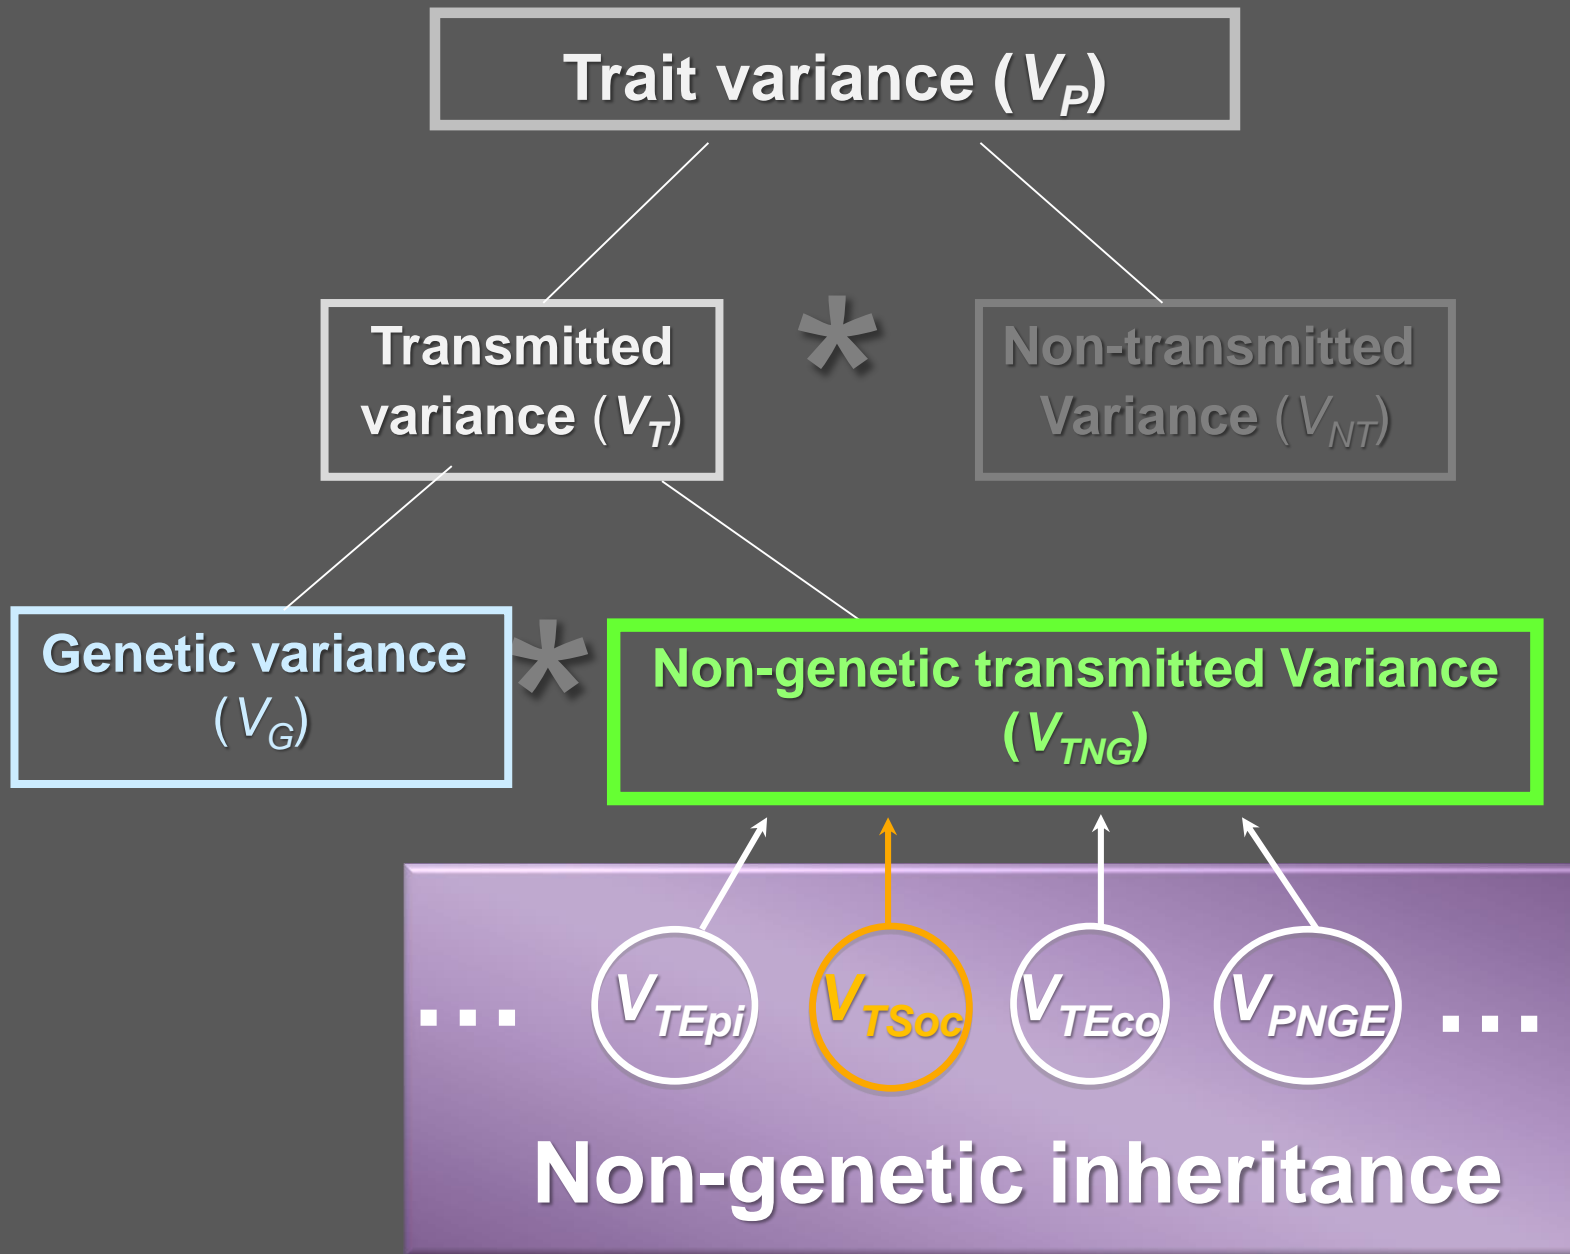 Trait variance (VP)
Transmitted
variance (VT)
*
Non-transmitted
Variance (VNT)
Genetic variance
(VG)
*
Non-genetic transmitted Variance
(VTNG)
... VTEpi VTSoc VTEco VPNGE ...
Non-genetic inheritance